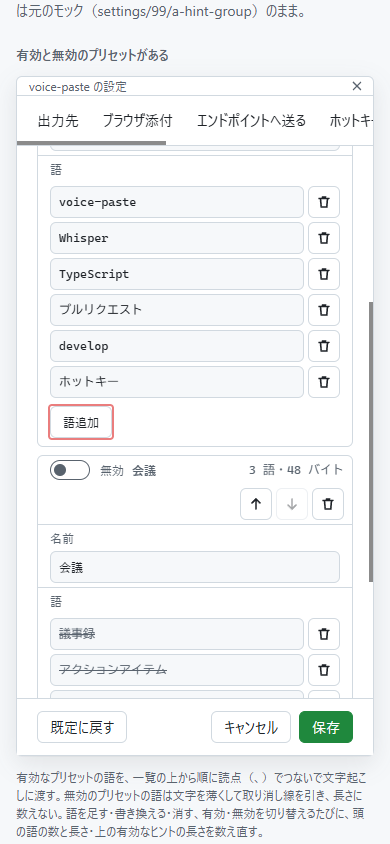 は元のモック（settings/99/a-hint-group）のまま。
有効と無効のプリセットがある
voice-paste の設定
出力先 ブラウザ添付 エンドポイントへ送る ホットキー
語
voice-paste
Whisper
TypeScript
プルリクエスト
develop
ホットキー
語追加
無効 会議 3 語・48 バイト
名前
会議
語
議事録
アクションアイテム
既定に戻す キャンセル 保存
有効なプリセットの語を、一覧の上から順に読点（、）でつないで文字起こ
しに渡す。無効のプリセットの語は文字を薄くして取り消し線を引き、長さに
数えない。語を足す・書き換える・消す、有効・無効を切り替えるたびに、見
頭の語の数と長さ・上の有効なヒントの長さを数え直す。